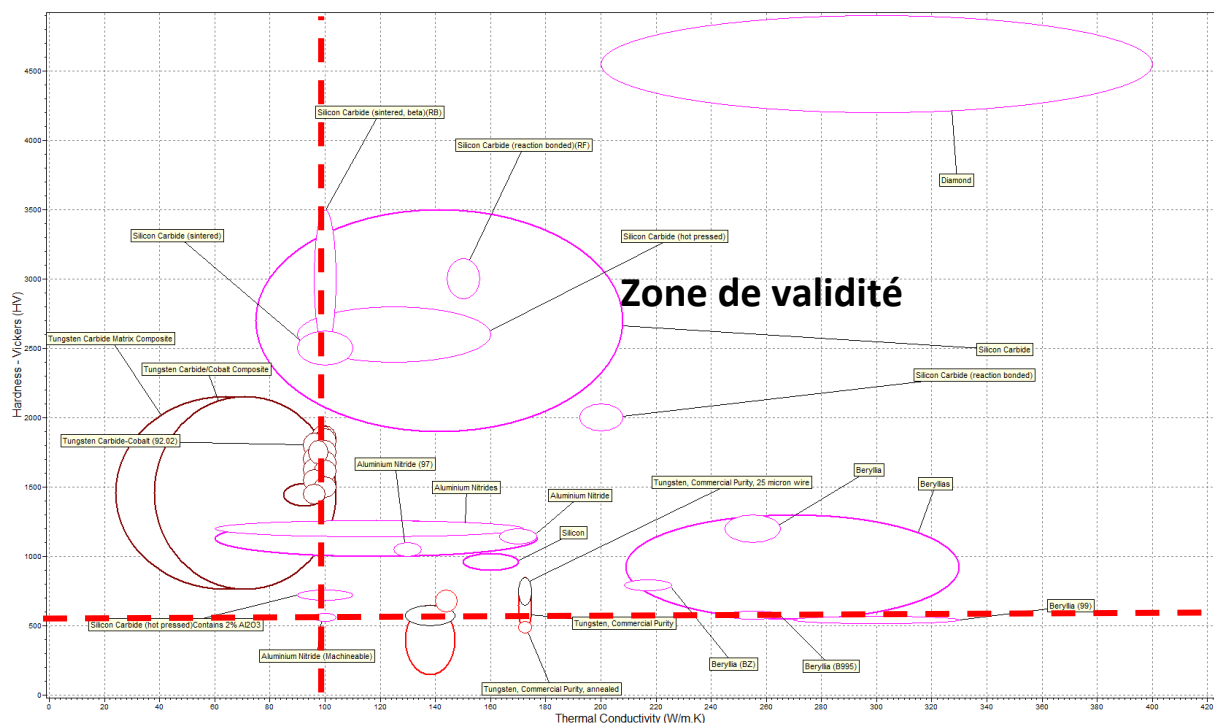 4500
4000
3500
3000
2500
2000
1500
1000
500
0
Hardness - Vickers (HV)
Silicon Carbide (sintered, beta)(RB)
Silicon Carbide (reaction bonded)(RF)
Diamond
Silicon Carbide (sintered)
Silicon Carbide (hot pressed)
Zone de validité
Tungsten Carbide Matrix Composite
Silicon Carbide
Tungsten Carbide/Cobalt Composite
Silicon Carbide (reaction bonded)
Tungsten Carbide-Cobalt (92.02)
Aluminium Nitride (97)
Beryllia
Tungsten, Commercial Purity, 25 micron wire
Beryllias
Aluminium Nitrides
Aluminium Nitride
Silicon
Beryllia (99)
Silicon Carbide (hot pressed)Contains 2% Al2O3
Tungsten, Commercial Purity
Aluminium Nitride (Machineable)
Beryllia (BZ)
Beryllia (B995)
Tungsten, Commercial Purity, annealed
0 20 40 60 80 100 120 140 160 180 200 220 240 260 280 300 320 340 360 380 400 420
Thermal Conductivity (W/m.K)